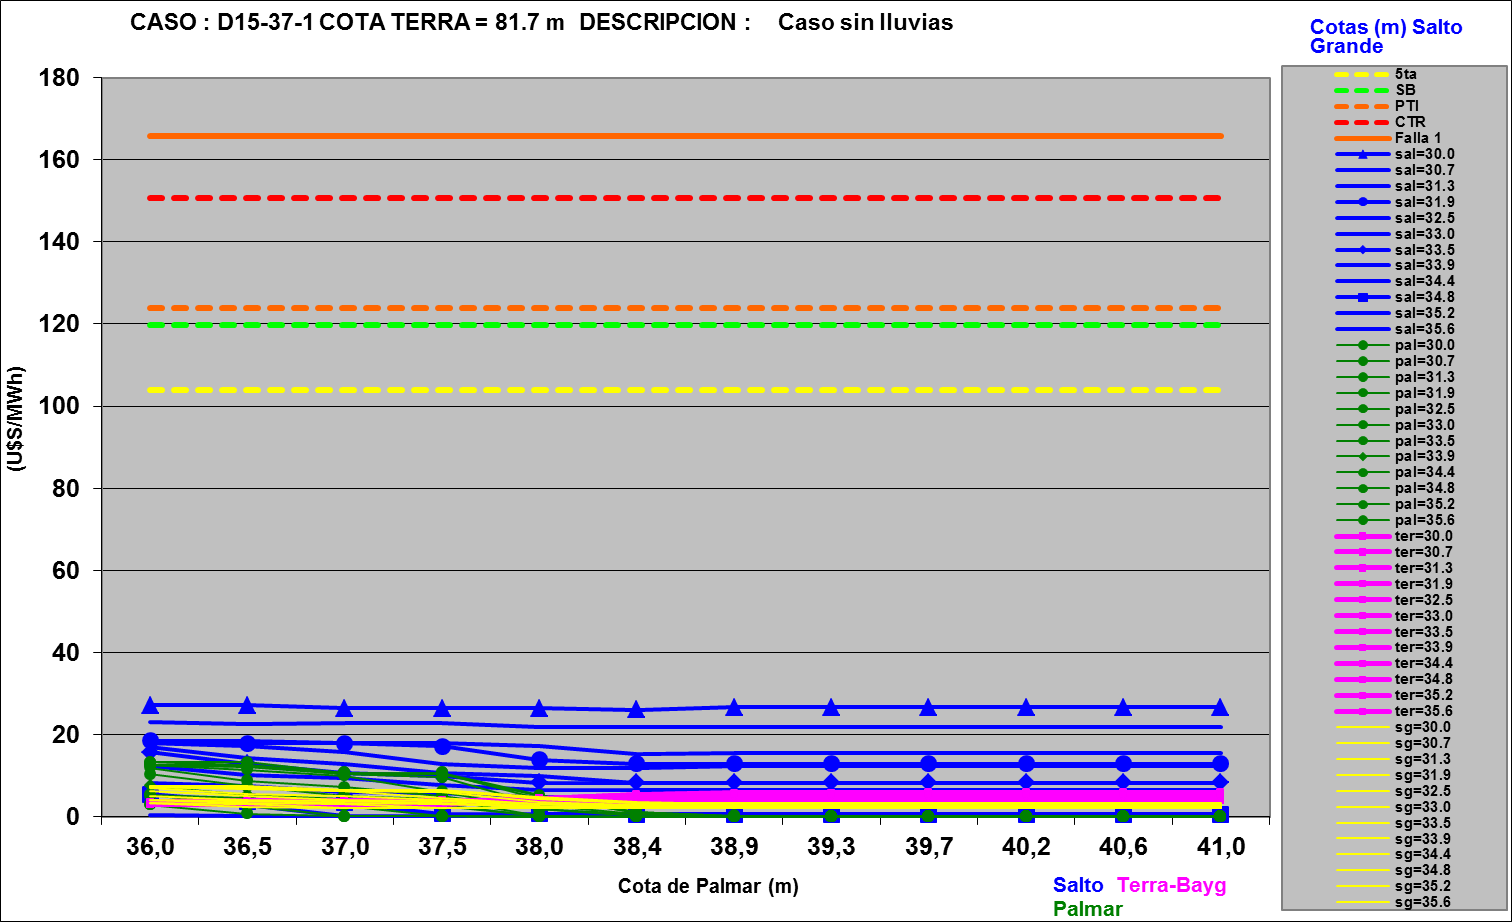 CASO : D15-37-1 COTA TERRA = 81.7 m DESCRIPCION : Caso sin lluvias
Cotas (m) Salto
Grande
180
160
140
120
100
80
60
40
20
0
(U$S/MWh)
36,0 36,5 37,0 37,5 38,0 38,4 38,9 39,3 39,7 40,2 40,6 41,0
Cota de Palmar (m)
Salto Terra-Bayg
Palmar
5ta
SB
PTI
CTR
Falla 1
sal=30.0
sal=30.7
sal=31.3
sal=31.9
sal=32.5
sal=33.0
sal=33.5
sal=33.9
sal=34.4
sal=34.8
sal=35.2
sal=35.6
pal=30.0
pal=30.7
pal=31.3
pal=31.9
pal=32.5
pal=33.0
pal=33.5
pal=33.9
pal=34.4
pal=34.8
pal=35.2
pal=35.6
ter=30.0
ter=30.7
ter=31.3
ter=31.9
ter=32.5
ter=33.0
ter=33.5
ter=33.9
ter=34.4
ter=34.8
ter=35.2
ter=35.6
sg=30.0
sg=30.7
sg=31.3
sg=31.9
sg=32.5
sg=33.0
sg=33.5
sg=33.9
sg=34.4
sg=34.8
sg=35.2
sg=35.6